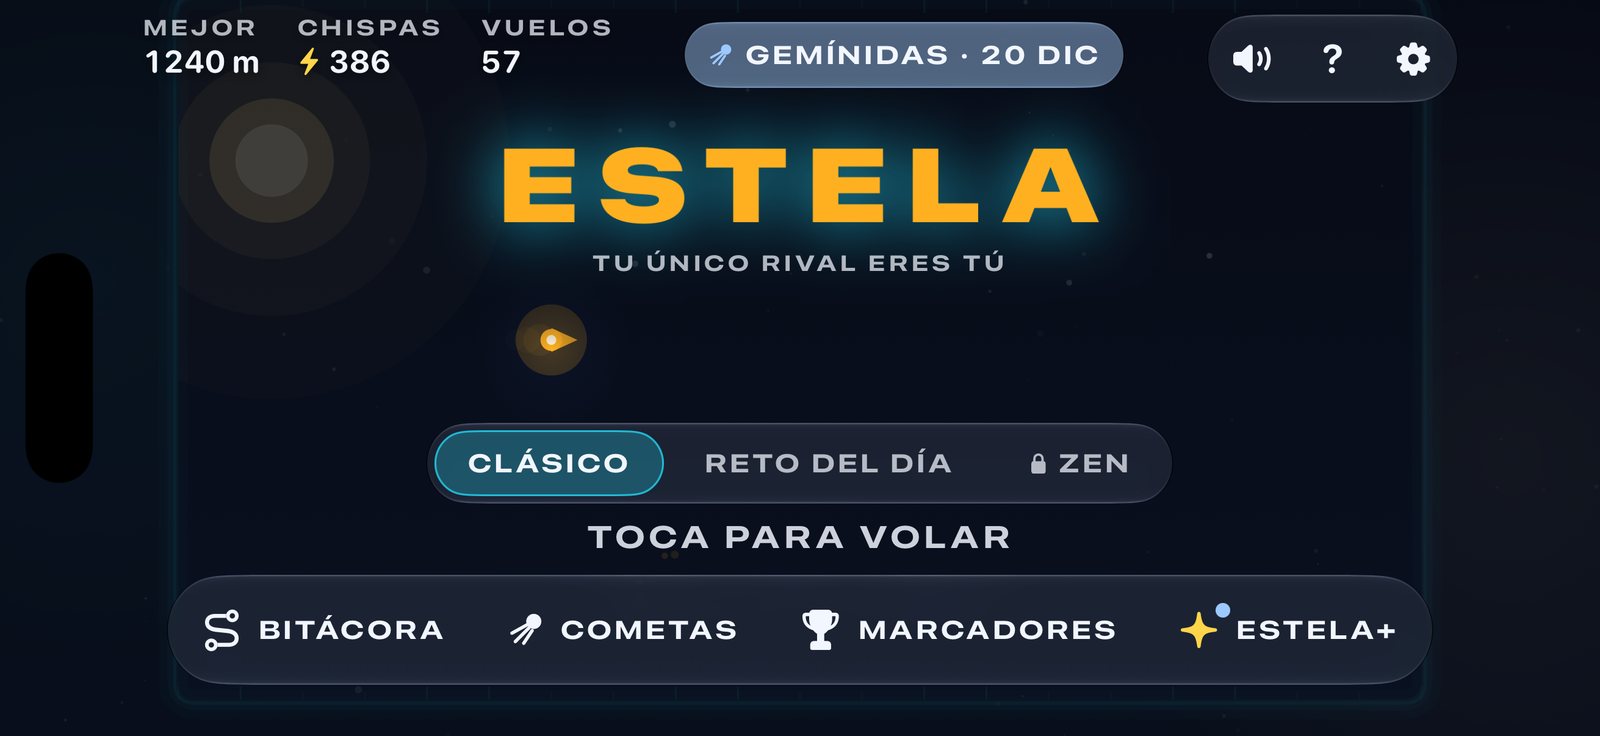 MEJOR CHISPAS VUELOS
1240 m 386 57
GEMÍNIDAS · 20 DIC
?
ESTELA
TU ÚNICO RIVAL ERES TÚ
CLÁSICO RETO DEL DÍA ZEN
TOCA PARA VOLAR
BITÁCORA COMETAS MARCADORES ESTELA+